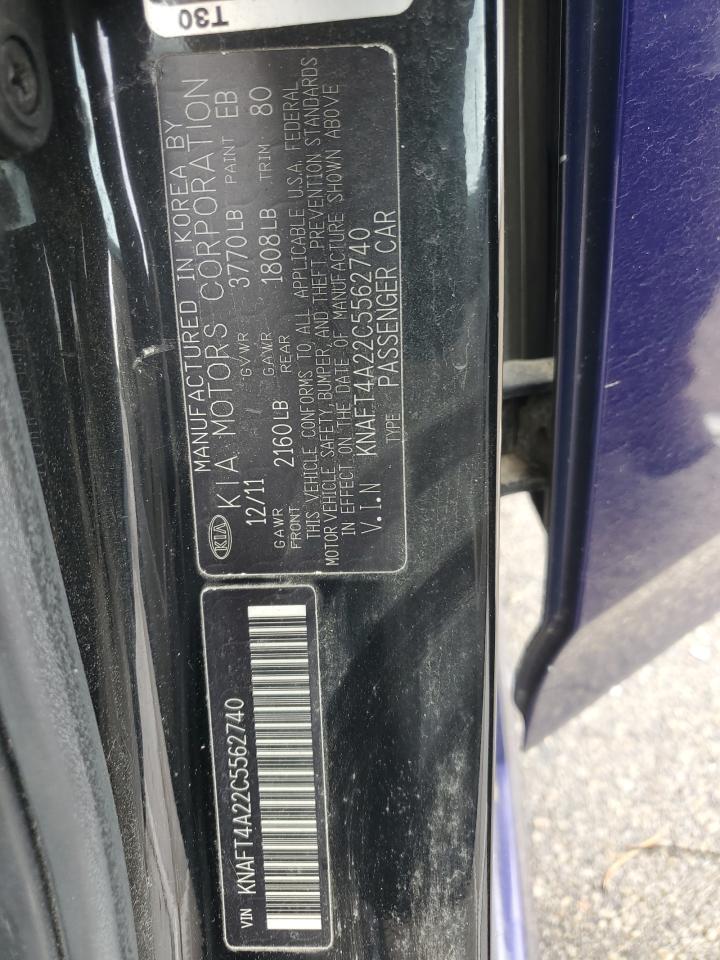 T30
MANUFACTURED IN KOREA BY
KIA KIA MOTORS CORPORATION
12/11 GVWR 3770LB PAINT EB
GAWR FRONT 2160LB GAWR REAR 1808LB TRIM 80
THIS VEHICLE CONFORMS TO ALL APPLICABLE U.S.A. FEDERAL
MOTOR VEHICLE SAFETY, BUMPER, AND THEFT PREVENTION STANDARDS
IN EFFECT ON THE DATE OF MANUFACTURE SHOWN ABOVE
V.I.N KNAFT4A22C5562740
TYPE PASSENGER CAR
VIN KNAFT4A22C5562740